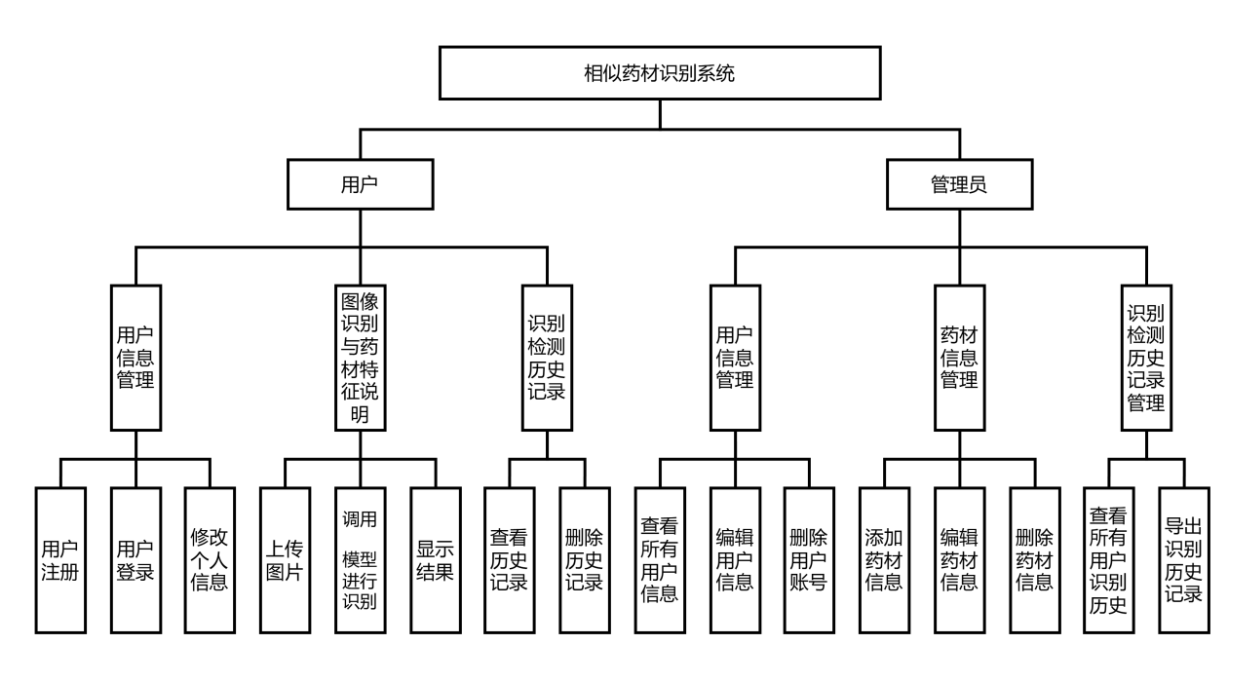 相似药材识别系统
用户
管理员
用户
信息
管理
图像
识别
与药
材特
征说
明
识别
检测
历史
记录
用户
信息
管理
药材
信息
管理
识别
检测
历史
记录
管理
用户
注册
用户
登录
修改
个人
信息
上传
图片
调用
模型
进行
识别
显示
结果
查看
历史
记录
删除
历史
记录
查看
所有
用户
信息
编辑
用户
信息
删除
用户
账号
添加
药材
信息
编辑
药材
信息
删除
药材
信息
查看
所有
用户
识别
历史
导出
识别
历史
记录